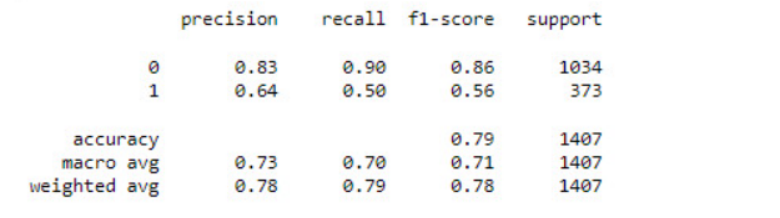 precision recall f1-score support
0 0.83 0.90 0.86 1034
1 0.64 0.50 0.56 373
accuracy 0.79 1407
macro avg 0.73 0.70 0.71 1407
weighted avg 0.78 0.79 0.78 1407